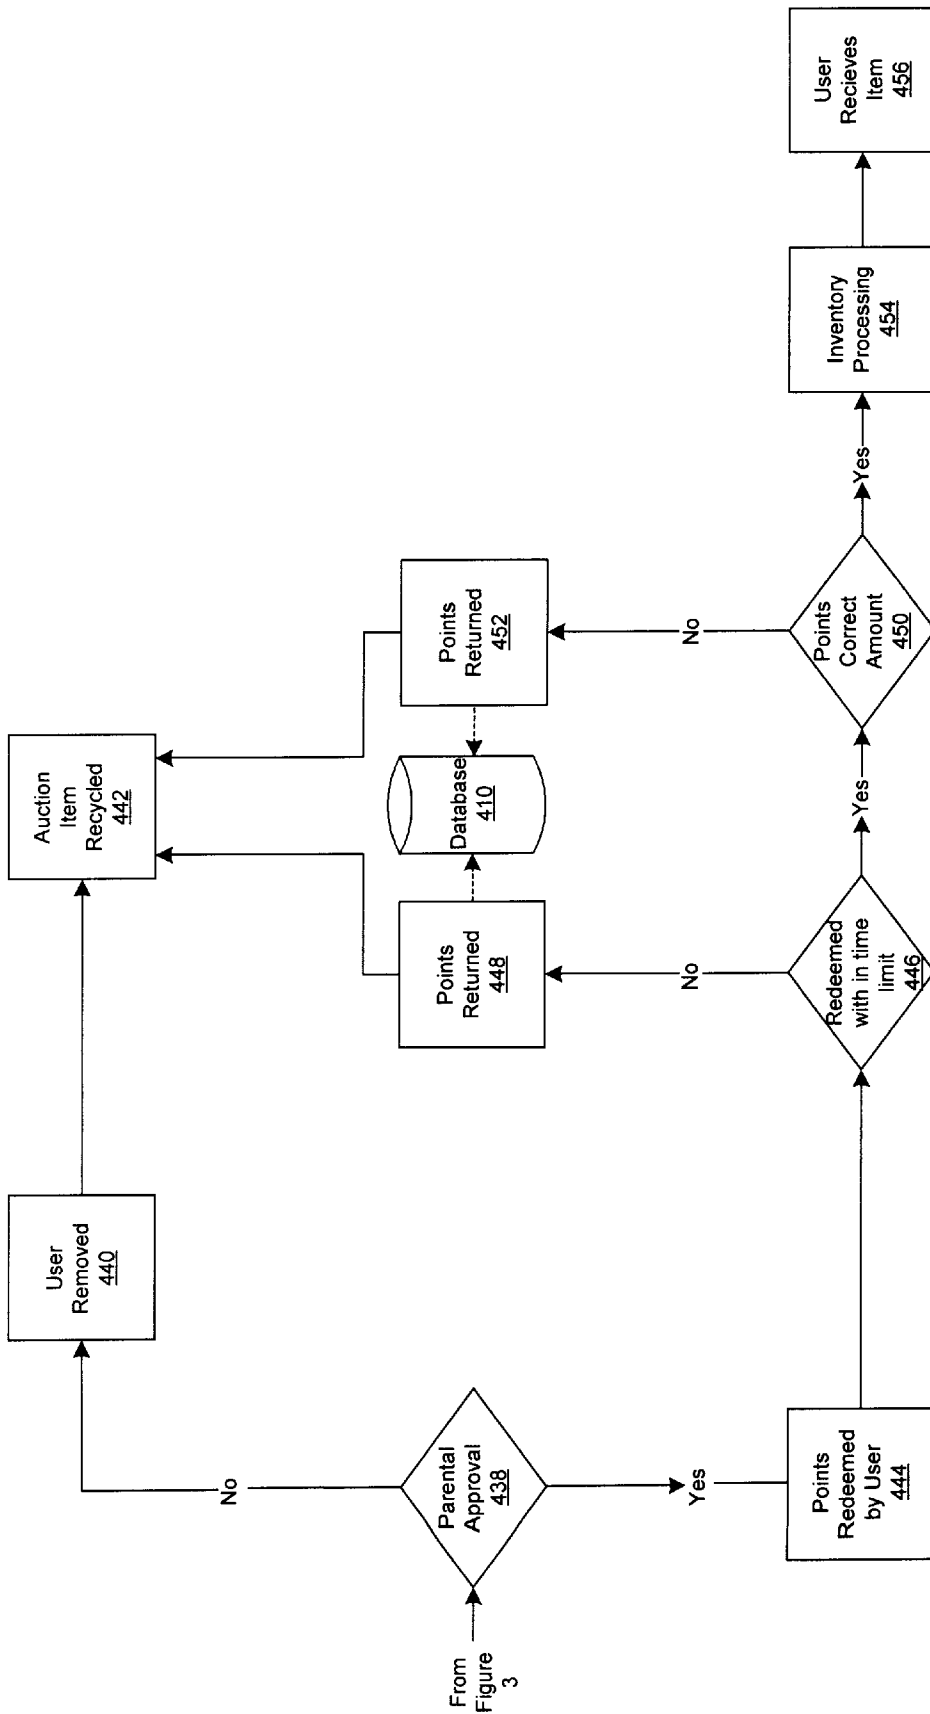 From
Figure
3
Parental
Approval
438
No
Yes
User
Removed
440
Auction
Item
Recycled
442
Points
Redeemed
by User
444
Redeemed
with in time
limit
446
No
Yes
Points
Returned
448
Database
410
Points
Returned
452
Points
Correct
Amount
450
No
Yes
Inventory
Processing
454
User
Recieves
Item
456